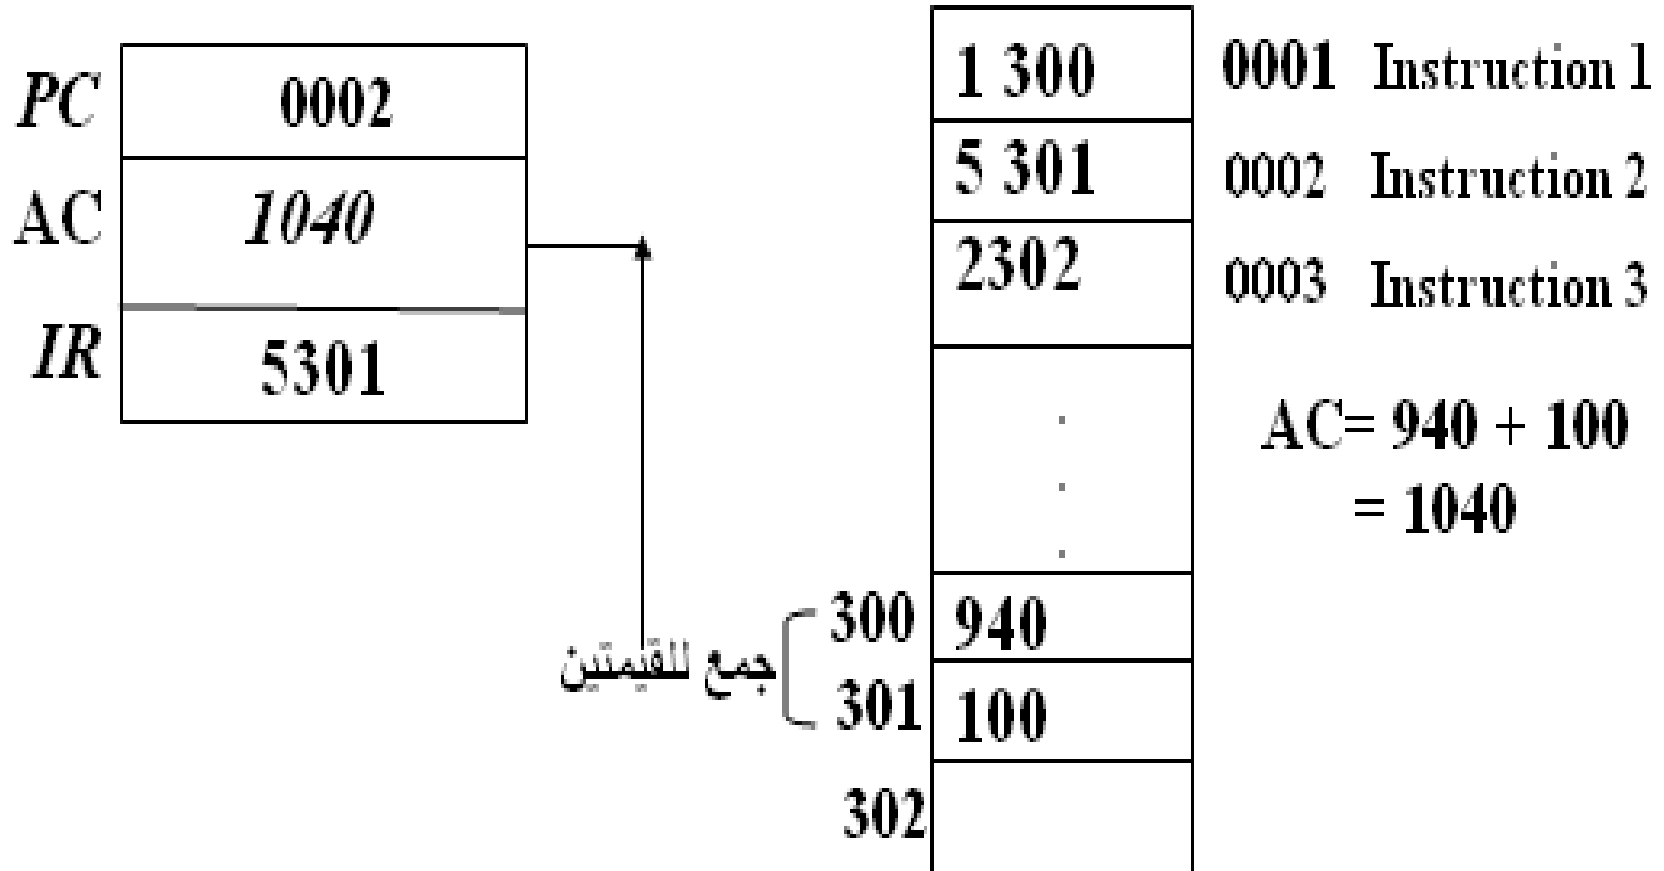 PC 0002
AC 1040
IR 5301
1 300 0001 Instruction 1
5 301 0002 Instruction 2
2302 0003 Instruction 3
.
.
.
AC= 940 + 100
= 1040
300 940
جمع للقيمتين
301 100
302